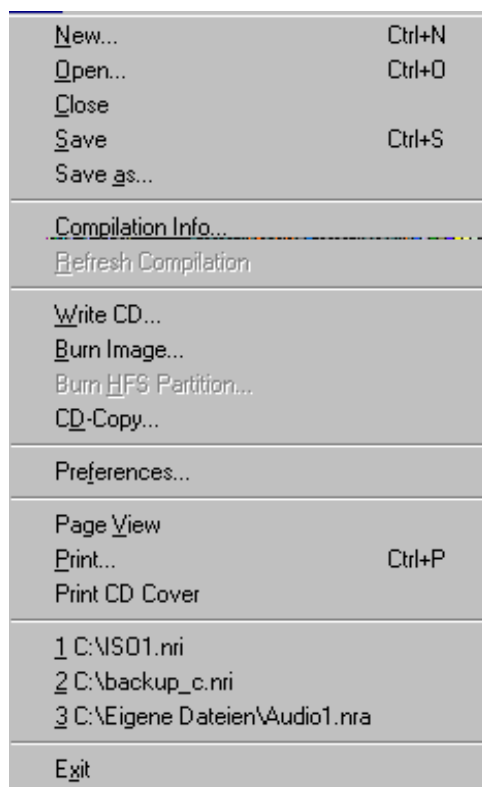 New... Ctrl+N
Open... Ctrl+O
Close
Save Ctrl+S
Save as...
Compilation Info...
Refresh Compilation
Write CD...
Burn Image...
Burn HFS Partition...
CD-Copy...
Preferences...
Page View
Print... Ctrl+P
Print CD Cover
1 C:\ISO1.nri
2 C:\backup_c.nri
3 C:\Eigene Dateien\Audio1.nra
Exit